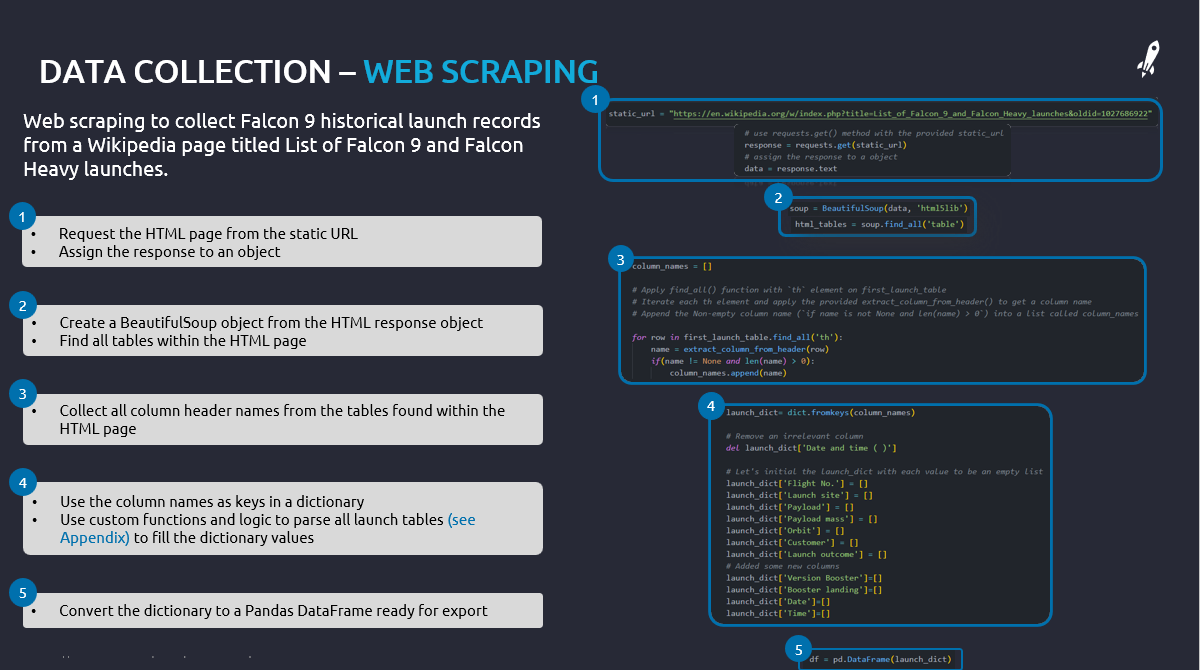 DATA COLLECTION – WEB SCRAPING
Web scraping to collect Falcon 9 historical launch records
from a Wikipedia page titled List of Falcon 9 and Falcon
Heavy launches.
1
• Request the HTML page from the static URL
• Assign the response to an object
2
• Create a BeautifulSoup object from the HTML response object
• Find all tables within the HTML page
3
• Collect all column header names from the tables found within the
HTML page
4
• Use the column names as keys in a dictionary
• Use custom functions and logic to parse all launch tables (see
Appendix) to fill the dictionary values
5
• Convert the dictionary to a Pandas DataFrame ready for export
1
static_url = "https://en.wikipedia.org/w/index.php?title=List_of_Falcon_9_and_Falcon_Heavy_launches&oldid=1027686922"
# use requests.get() method with the provided static_url
response = requests.get(static_url)
# assign the response to a object
data = response.text
2
soup = BeautifulSoup(data, 'html5lib')
html_tables = soup.find_all('table')
3
column_names = []
# Apply find_all() function with `th` element on first_launch_table
# Iterate each th element and apply the provided extract_column_from_header() to get a column name
# Append the Non-empty column name (`if name is not None and len(name) > 0`) into a list called column_names
for row in first_launch_table.find_all('th'):
name = extract_column_from_header(row)
if(name != None and len(name) > 0):
column_names.append(name)
4
launch_dict= dict.fromkeys(column_names)
# Remove an irrelevant column
del launch_dict['Date and time ( )']
# Let's initial the launch_dict with each value to be an empty list
launch_dict['Flight No.'] = []
launch_dict['Launch site'] = []
launch_dict['Payload'] = []
launch_dict['Payload mass'] = []
launch_dict['Orbit'] = []
launch_dict['Customer'] = []
launch_dict['Launch outcome'] = []
# Added some new columns
launch_dict['Version Booster']=[]
launch_dict['Booster landing']=[]
launch_dict['Date']=[]
launch_dict['Time']=[]
5
df = pd.DataFrame(launch_dict)